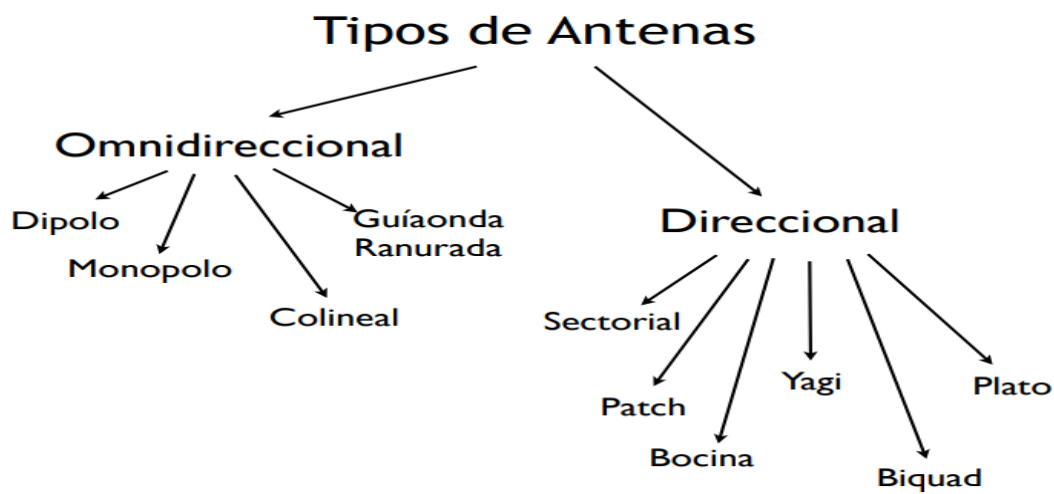 Tipos de Antenas
Omnidireccional
Dipolo
Monopolo
Colineal
Guíaonda
Ranurada
Direccional
Sectorial
Patch
Bocina
Yagi
Biquad
Plato